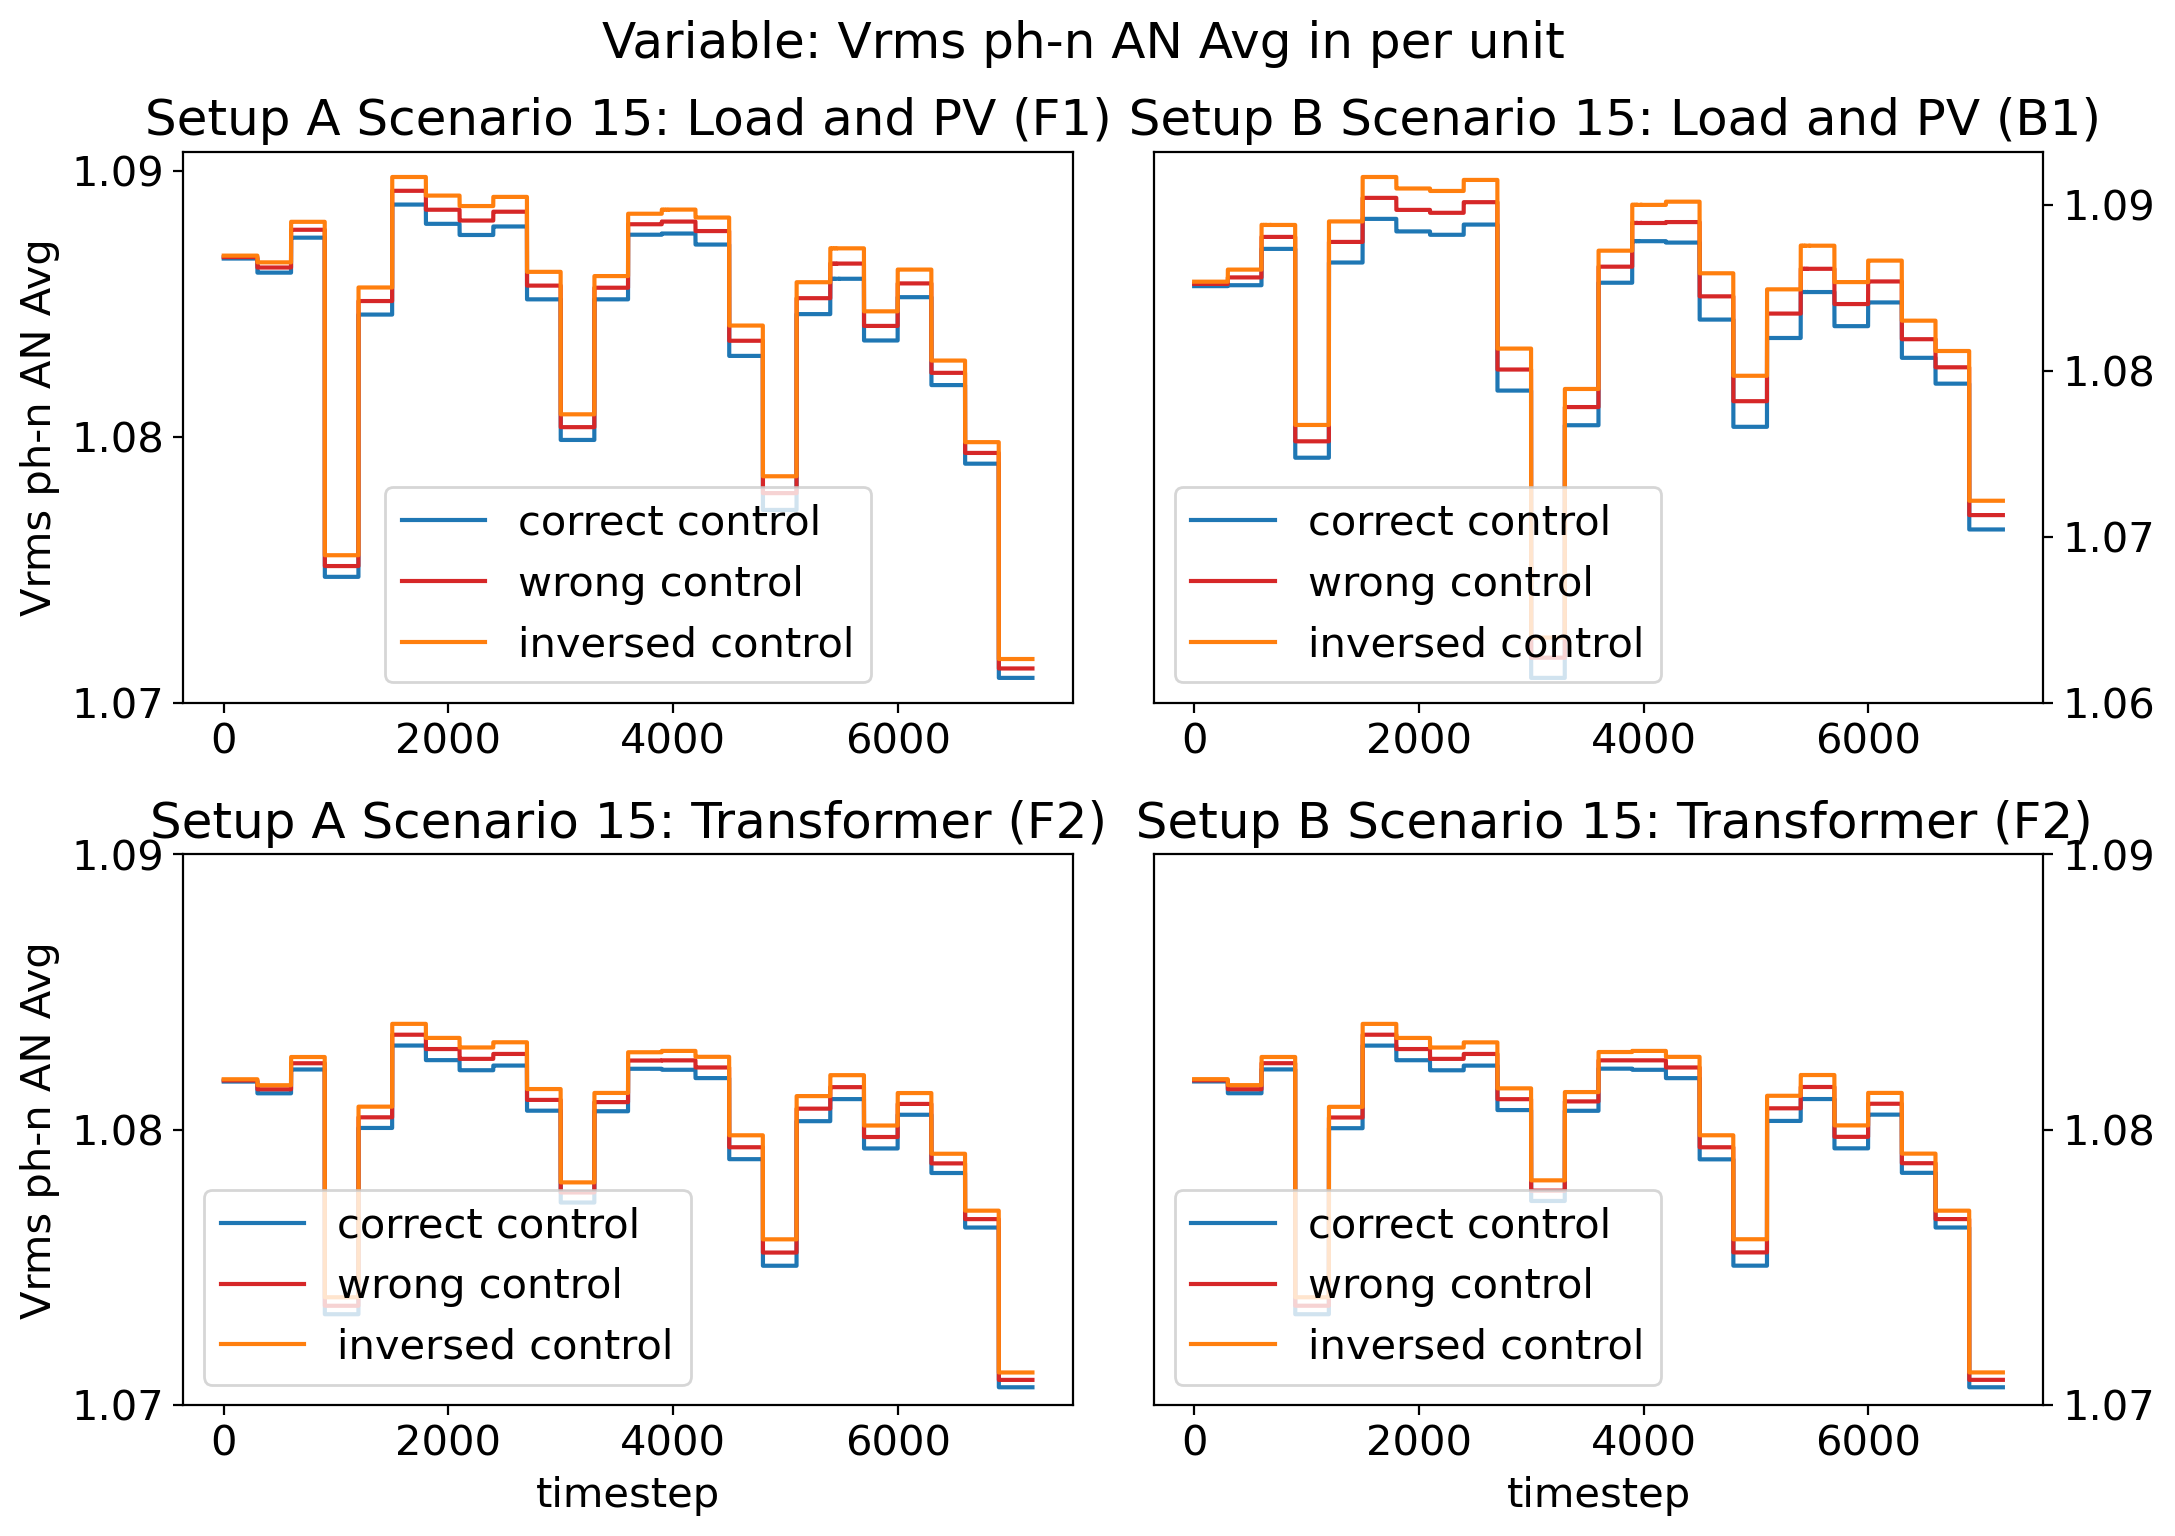 Variable: Vrms ph-n AN Avg in per unit
Setup A Scenario 15: Load and PV (F1)
1.09
1.08
1.07
Vrms ph-n AN Avg
correct control
wrong control
inversed control
0 2000 4000 6000
Setup B Scenario 15: Load and PV (B1)
1.09
1.08
1.07
1.06
correct control
wrong control
inversed control
0 2000 4000 6000
Setup A Scenario 15: Transformer (F2)
1.09
1.08
1.07
Vrms ph-n AN Avg
correct control
wrong control
inversed control
0 2000 4000 6000
timestep
Setup B Scenario 15: Transformer (F2)
1.09
1.08
1.07
correct control
wrong control
inversed control
0 2000 4000 6000
timestep